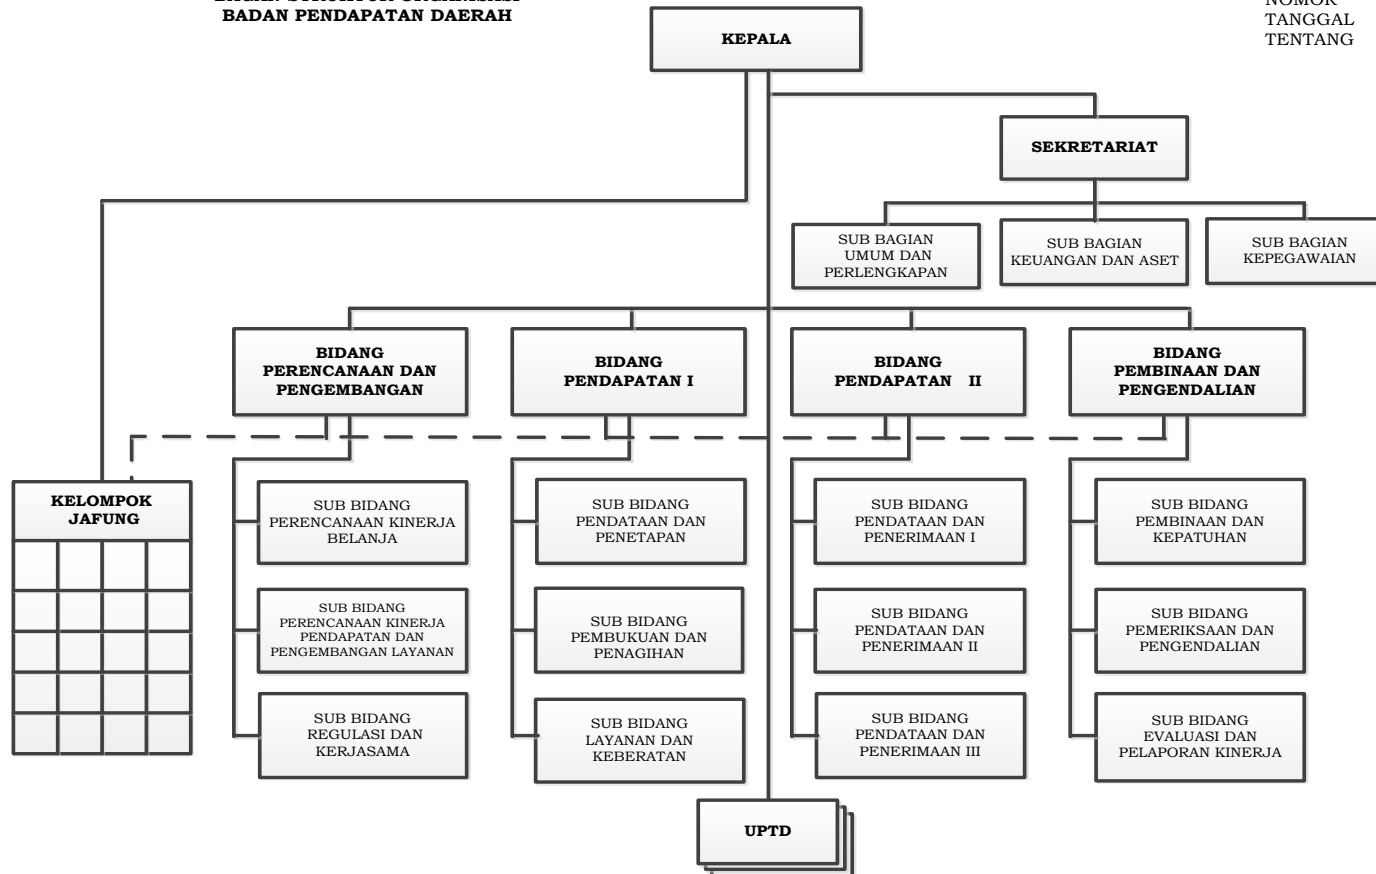 BAGAN STRUKTUR ORGANISASI
BADAN PENDAPATAN DAERAH
NOMOR
TANGGAL
TENTANG
KEPALA
SEKRETARIAT
SUB BAGIAN
UMUM DAN
PERLENGKAPAN
SUB BAGIAN
KEUANGAN DAN ASET
SUB BAGIAN
KEPEGAWAIAN
BIDANG
PERENCANAAN DAN
PENGEMBANGAN
BIDANG
PENDAPATAN I
BIDANG
PENDAPATAN II
BIDANG
PEMBINAAN DAN
PENGENDALIAN
KELOMPOK
JAFUNG
SUB BIDANG
PERENCANAAN KINERJA
BELANJA
SUB BIDANG
PERENCANAAN KINERJA
PENDAPATAN DAN
PENGEMBANGAN LAYANAN
SUB BIDANG
REGULASI DAN
KERJASAMA
SUB BIDANG
PENDATAAN DAN
PENETAPAN
SUB BIDANG
PEMBUKUAN DAN
PENAGIHAN
SUB BIDANG
LAYANAN DAN
KEBERATAN
SUB BIDANG
PENDATAAN DAN
PENERIMAAN I
SUB BIDANG
PENDATAAN DAN
PENERIMAAN II
SUB BIDANG
PENDATAAN DAN
PENERIMAAN III
SUB BIDANG
PEMBINAAN DAN
KEPATUHAN
SUB BIDANG
PEMERIKSAAN DAN
PENGENDALIAN
SUB BIDANG
EVALUASI DAN
PELAPORAN KINERJA
UPTD